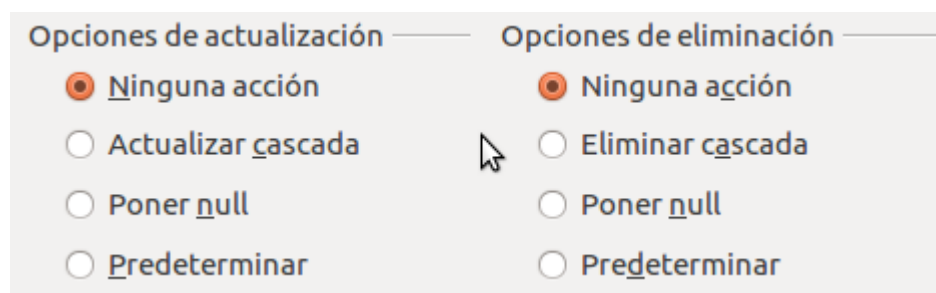 Opciones de actualización
Ninguna acción
Actualizar cascada
Poner null
Predeterminar
Opciones de eliminación
Ninguna acción
Eliminar cascada
Poner null
Predeterminar